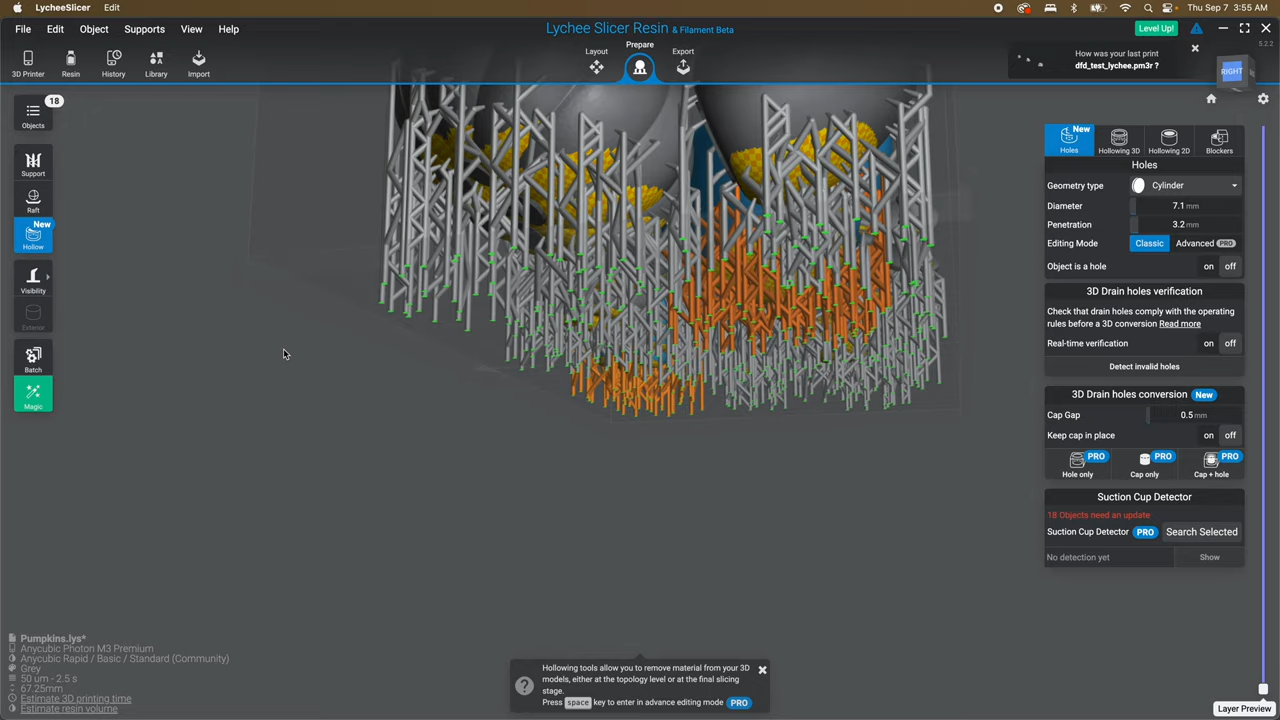 LycheeSlicer Edit
Thu Sep 7 3:55 AM
File Edit Object Supports View Help
Lychee Slicer Resin & Filament Beta
Level Up!
5.2.2
3D Printer Resin History Library Import
Layout Prepare Export
How was your last print
dfd_test_lychee.pm3r ?
RIGHT
18
Objects
Support
Raft
New
Hollow
Visibility
Exterior
Batch
Magic
New
Holes Hollowing 3D Hollowing 2D Blockers
Holes
Geometry type Cylinder
Diameter 7.1 mm
Penetration 3.2 mm
Editing Mode Classic Advanced PRO
Object is a hole on off
3D Drain holes verification
Check that drain holes comply with the operating
rules before a 3D conversion Read more
Real-time verification on off
Detect invalid holes
3D Drain holes conversion New
Cap Gap 0.5 mm
Keep cap in place on off
PRO PRO PRO
Hole only Cap only Cap + hole
Suction Cup Detector
18 Objects need an update
Suction Cup Detector PRO Search Selected
No detection yet Show
Pumpkins.lys*
Anycubic Photon M3 Premium
Anycubic Rapid / Basic / Standard (Community)
Grey
50 um - 2.5 s
67.25mm
Estimate 3D printing time
Estimate resin volume
?
Hollowing tools allow you to remove material from your 3D
models, either at the topology level or at the final slicing
stage.
Press space key to enter in advance editing mode PRO
Layer Preview